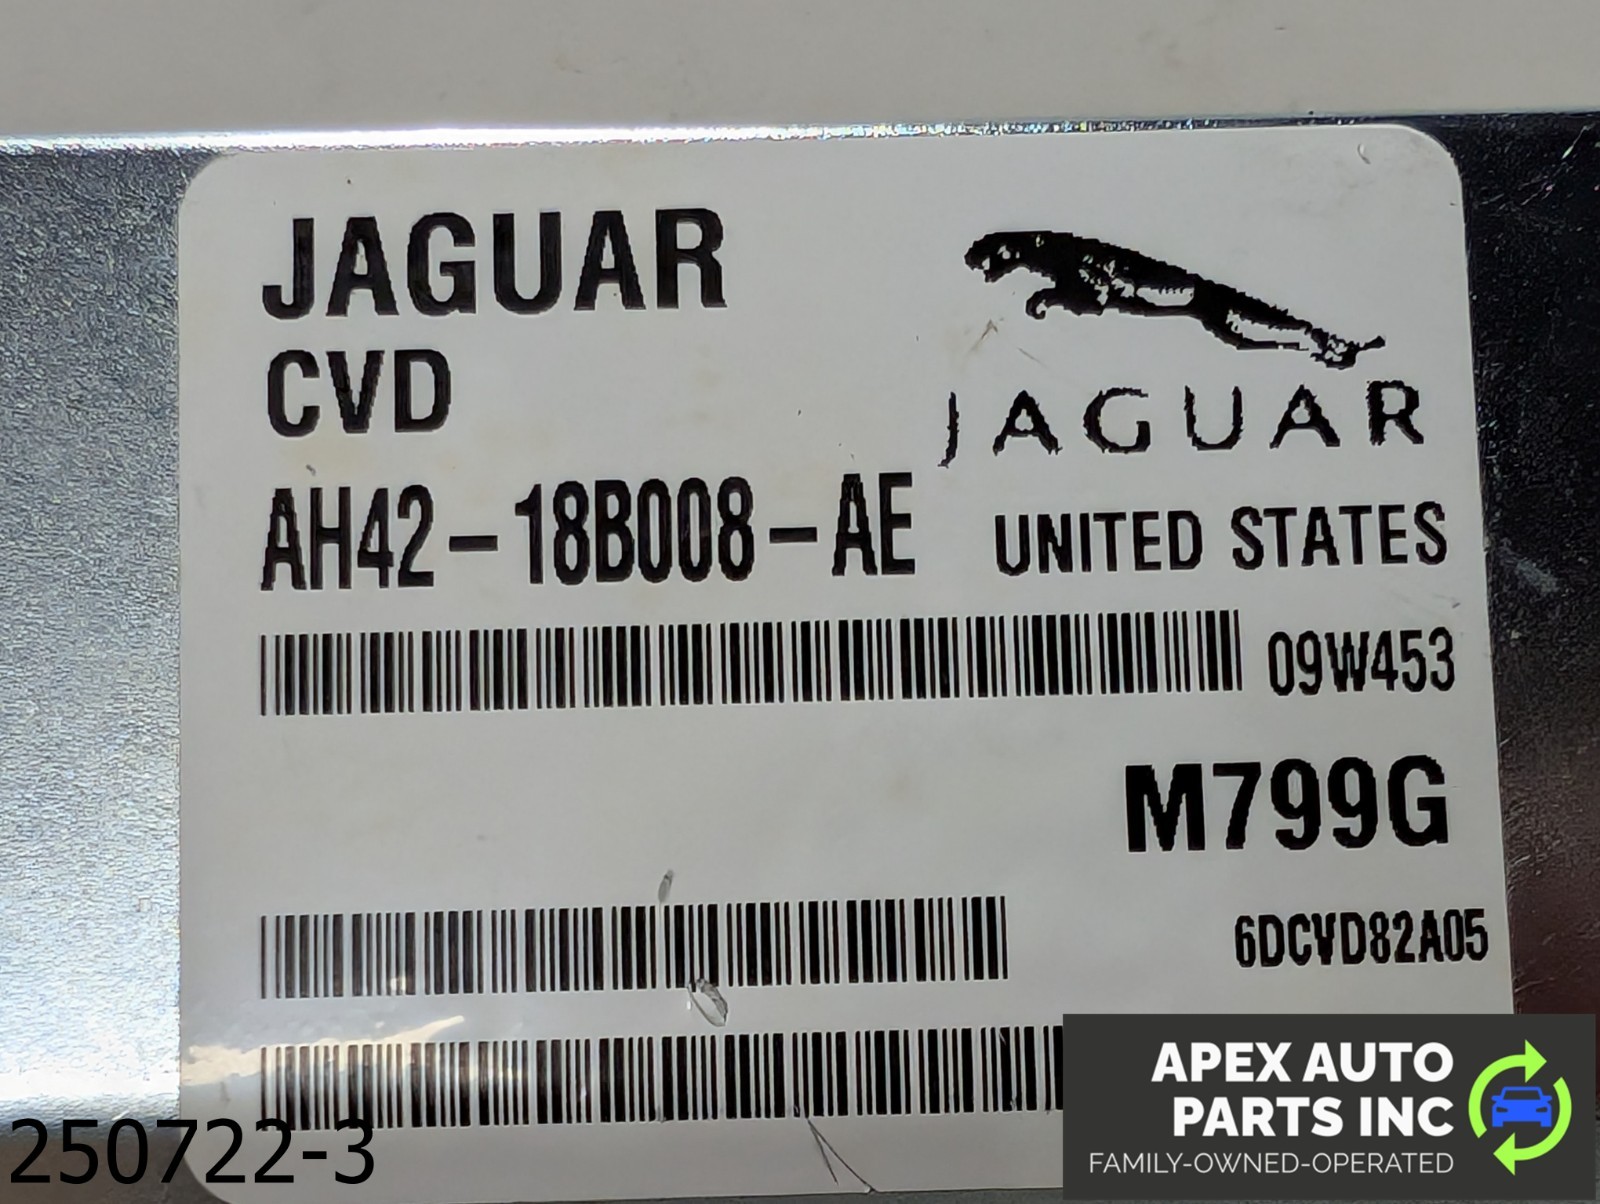 JAGUAR
CVD
JAGUAR
AH42-18B008-AE
UNITED STATES
09W453
M799G
6DCVD82A05
250722-3
APEX AUTO
PARTS INC
FAMILY-OWNED-OPERATED